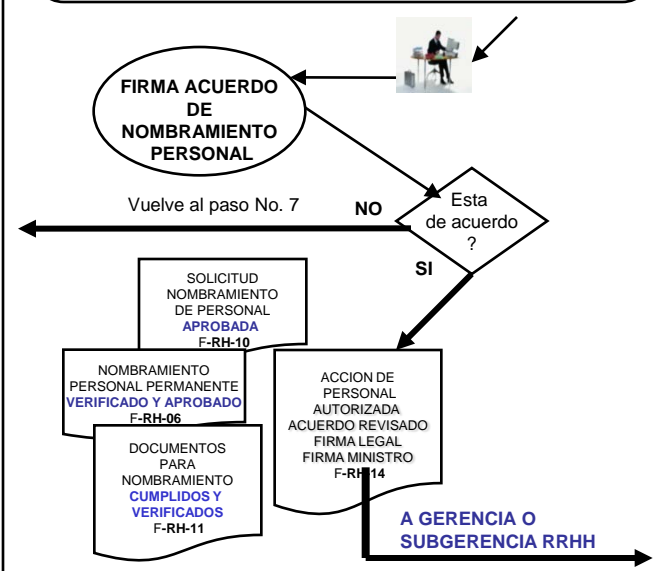 FIRMA ACUERDO
DE
NOMBRAMIENTO
PERSONAL
Vuelve al paso No. 7
NO
Esta
de acuerdo
?
SI
SOLICITUD
NOMBRAMIENTO
DE PERSONAL
APROBADA
F-RH-10
NOMBRAMIENTO
PERSONAL PERMANENTE
VERIFICADO Y APROBADO
F-RH-06
DOCUMENTOS
PARA
NOMBRAMIENTO
CUMPLIDOS Y
VERIFICADOS
F-RH-11
ACCION DE
PERSONAL
AUTORIZADA
ACUERDO REVISADO
FIRMA LEGAL
FIRMA MINISTRO
F-RH-14
A GERENCIA O
SUBGERENCIA RRHH